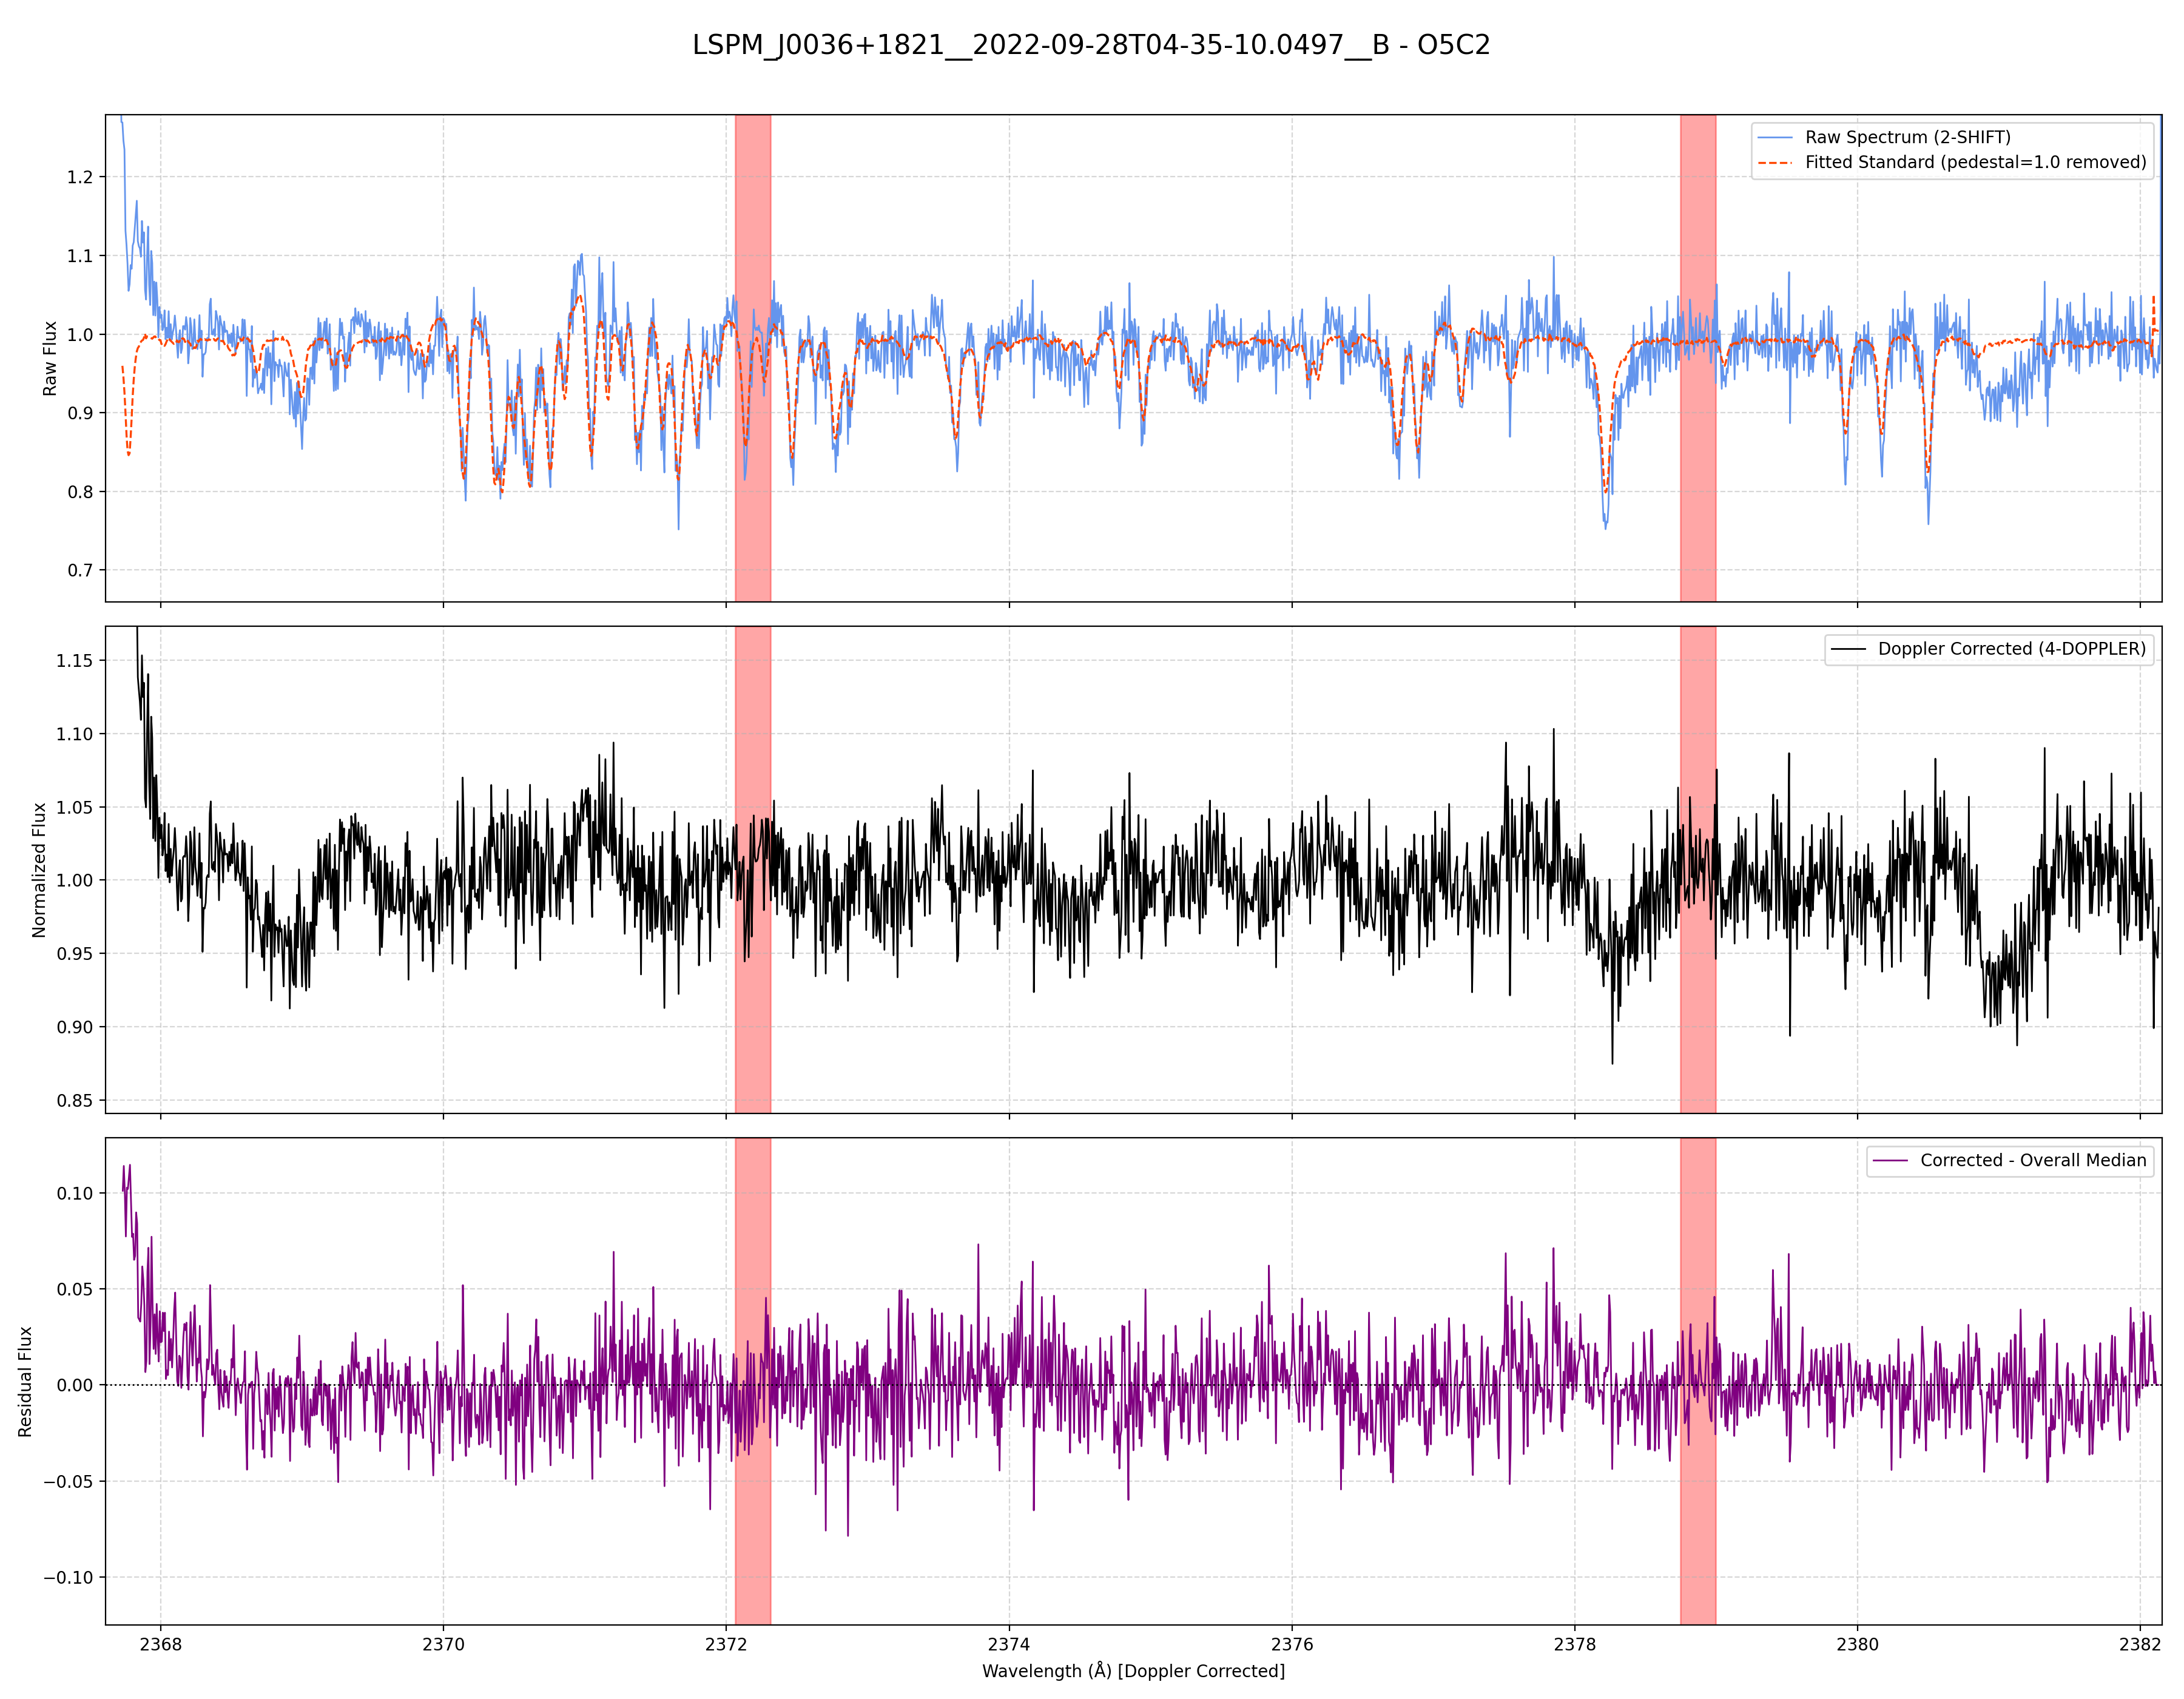 LSPM_J0036+1821__2022-09-28T04-35-10.0497__B - O5C2
Raw Spectrum (2-SHIFT)
Fitted Standard (pedestal=1.0 removed)
Raw Flux
1.2
1.1
1.0
0.9
0.8
0.7
Doppler Corrected (4-DOPPLER)
Normalized Flux
1.15
1.10
1.05
1.00
0.95
0.90
0.85
Corrected - Overall Median
Residual Flux
0.10
0.05
0.00
−0.05
−0.10
2368 2370 2372 2374 2376 2378 2380 2382
Wavelength (Å) [Doppler Corrected]